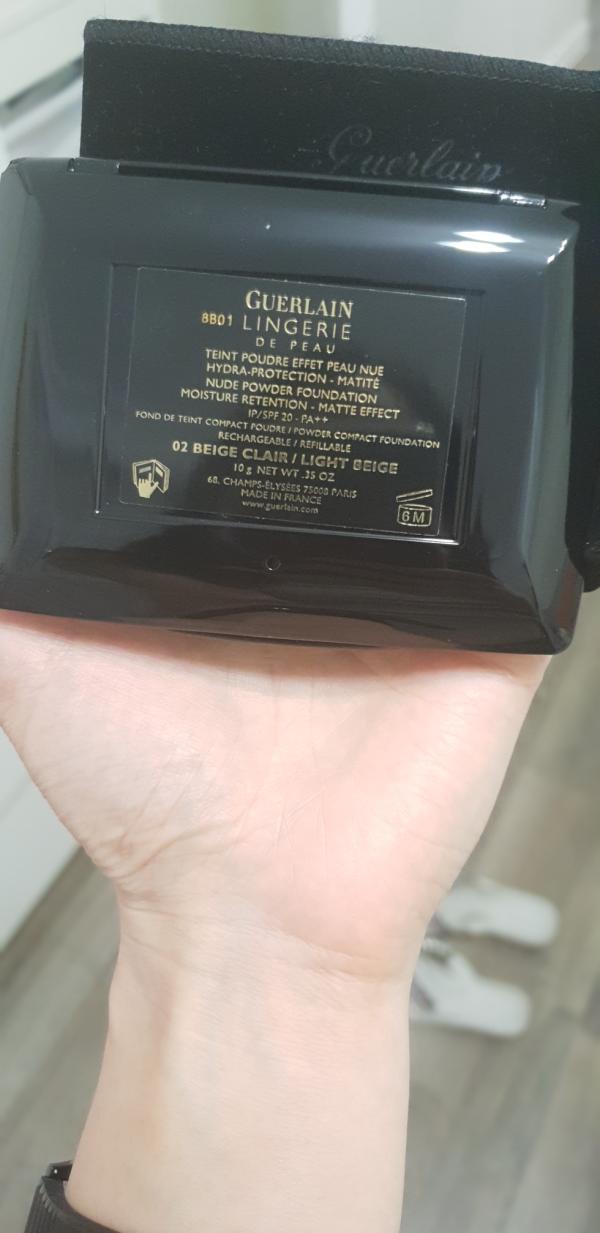 Guerlain
GUERLAIN
8B01 LINGERIE
DE PEAU
TEINT POUDRE EFFET PEAU NUE
HYDRA-PROTECTION - MATITÉ
NUDE POWDER FOUNDATION
MOISTURE RETENTION - MATTE EFFECT
IP/SPF 20 - PA++
FOND DE TEINT COMPACT POUDRE / POWDER COMPACT FOUNDATION
RECHARGEABLE / REFILLABLE
02 BEIGE CLAIR / LIGHT BEIGE
10 g NET WT .35 OZ
68, CHAMPS-ÉLYSÉES 75008 PARIS
MADE IN FRANCE
www.guerlain.com
6M